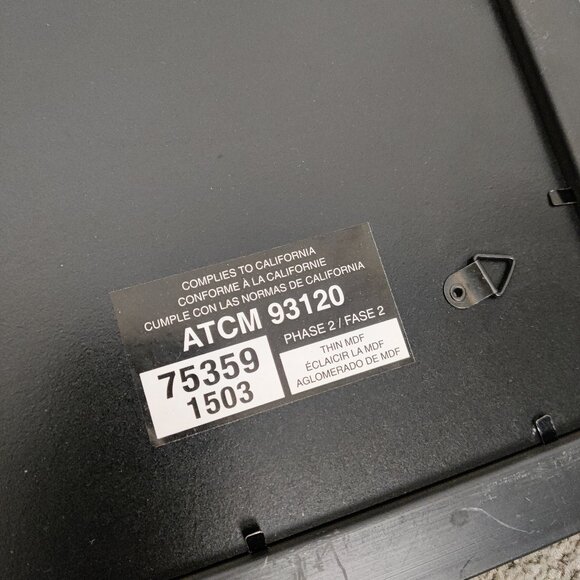 COMPLIES TO CALIFORNIA
CONFORME À LA CALIFORNIE
CUMPLE CON LAS NORMAS DE CALIFORNIA
ATCM 93120
PHASE 2 / FASE 2
75359
1503
THIN MDF
ÉCLAICIR LA MDF
AGLOMERADO DE MDF